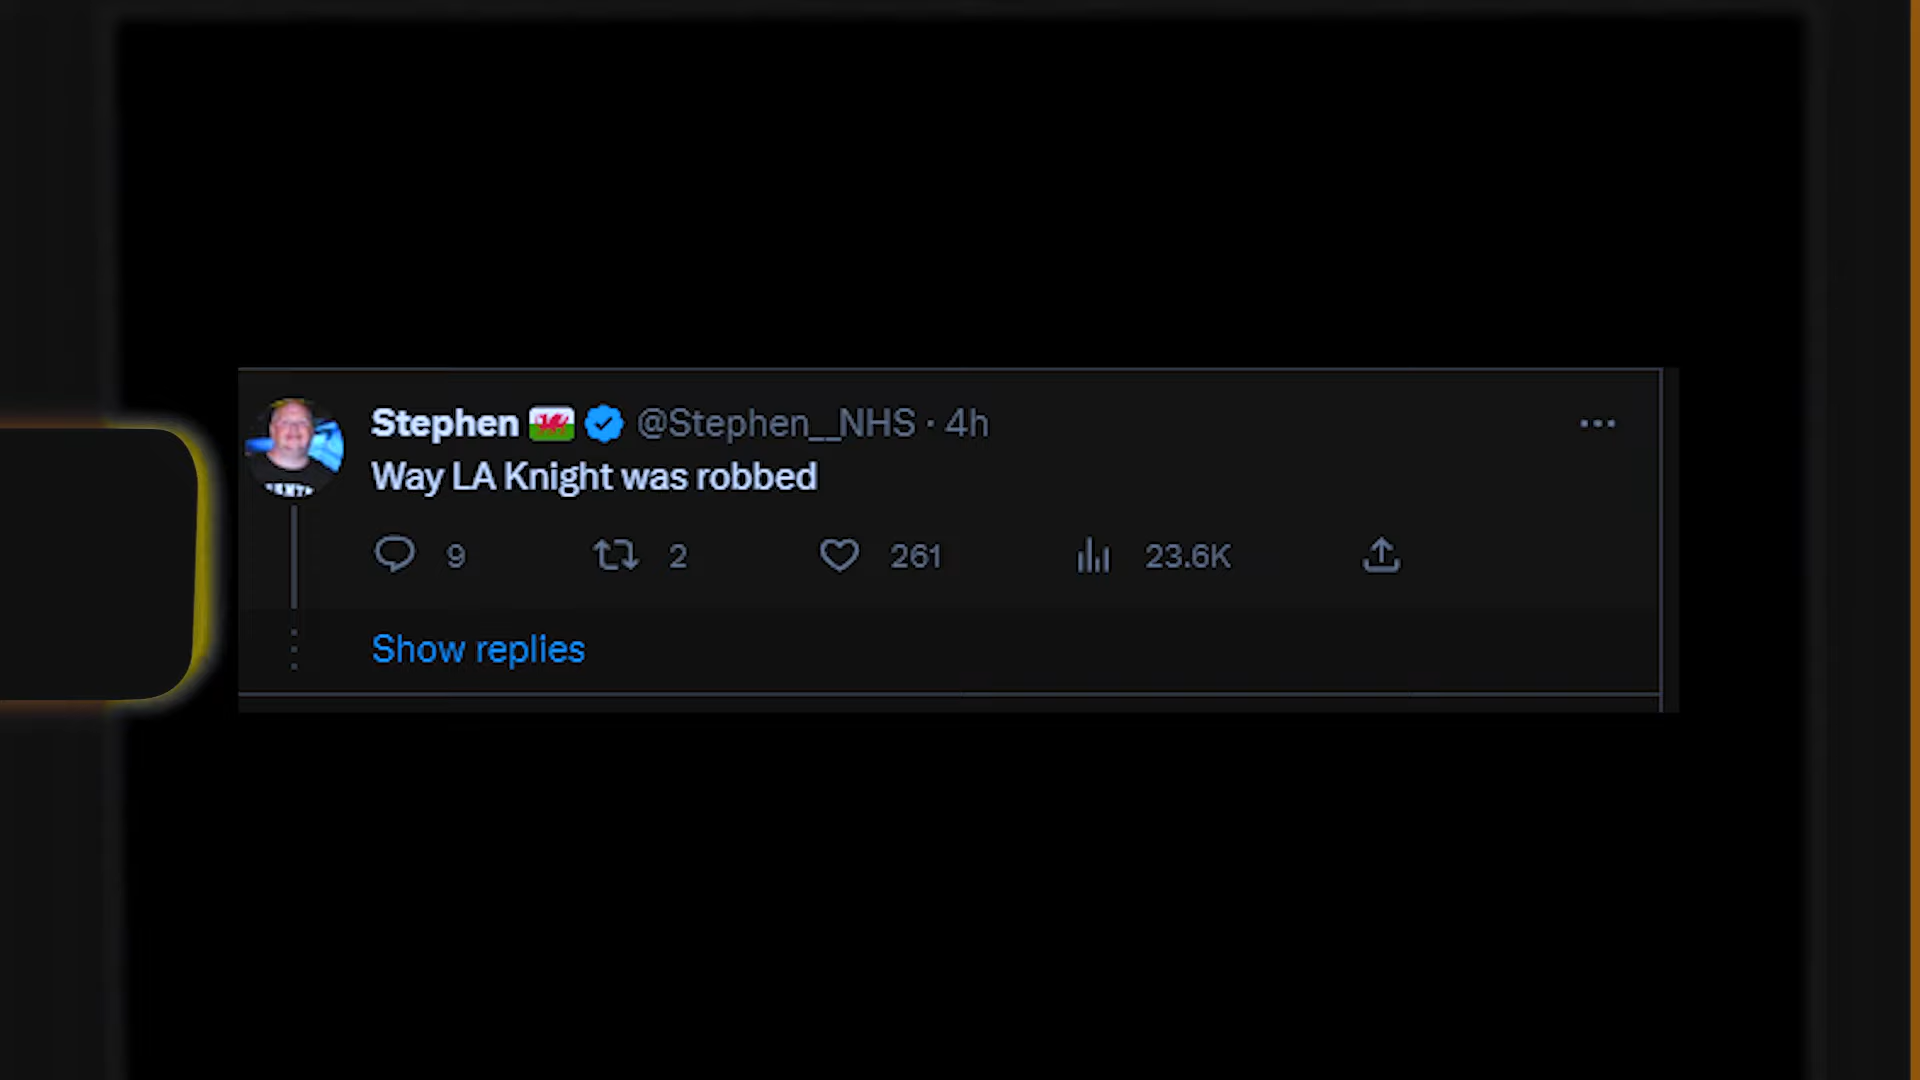 Stephen 🏴󠁧󠁢󠁷󠁬󠁳󠁿 @Stephen__NHS · 4h
Way LA Knight was robbed
9 2 261 23.6K
Show replies